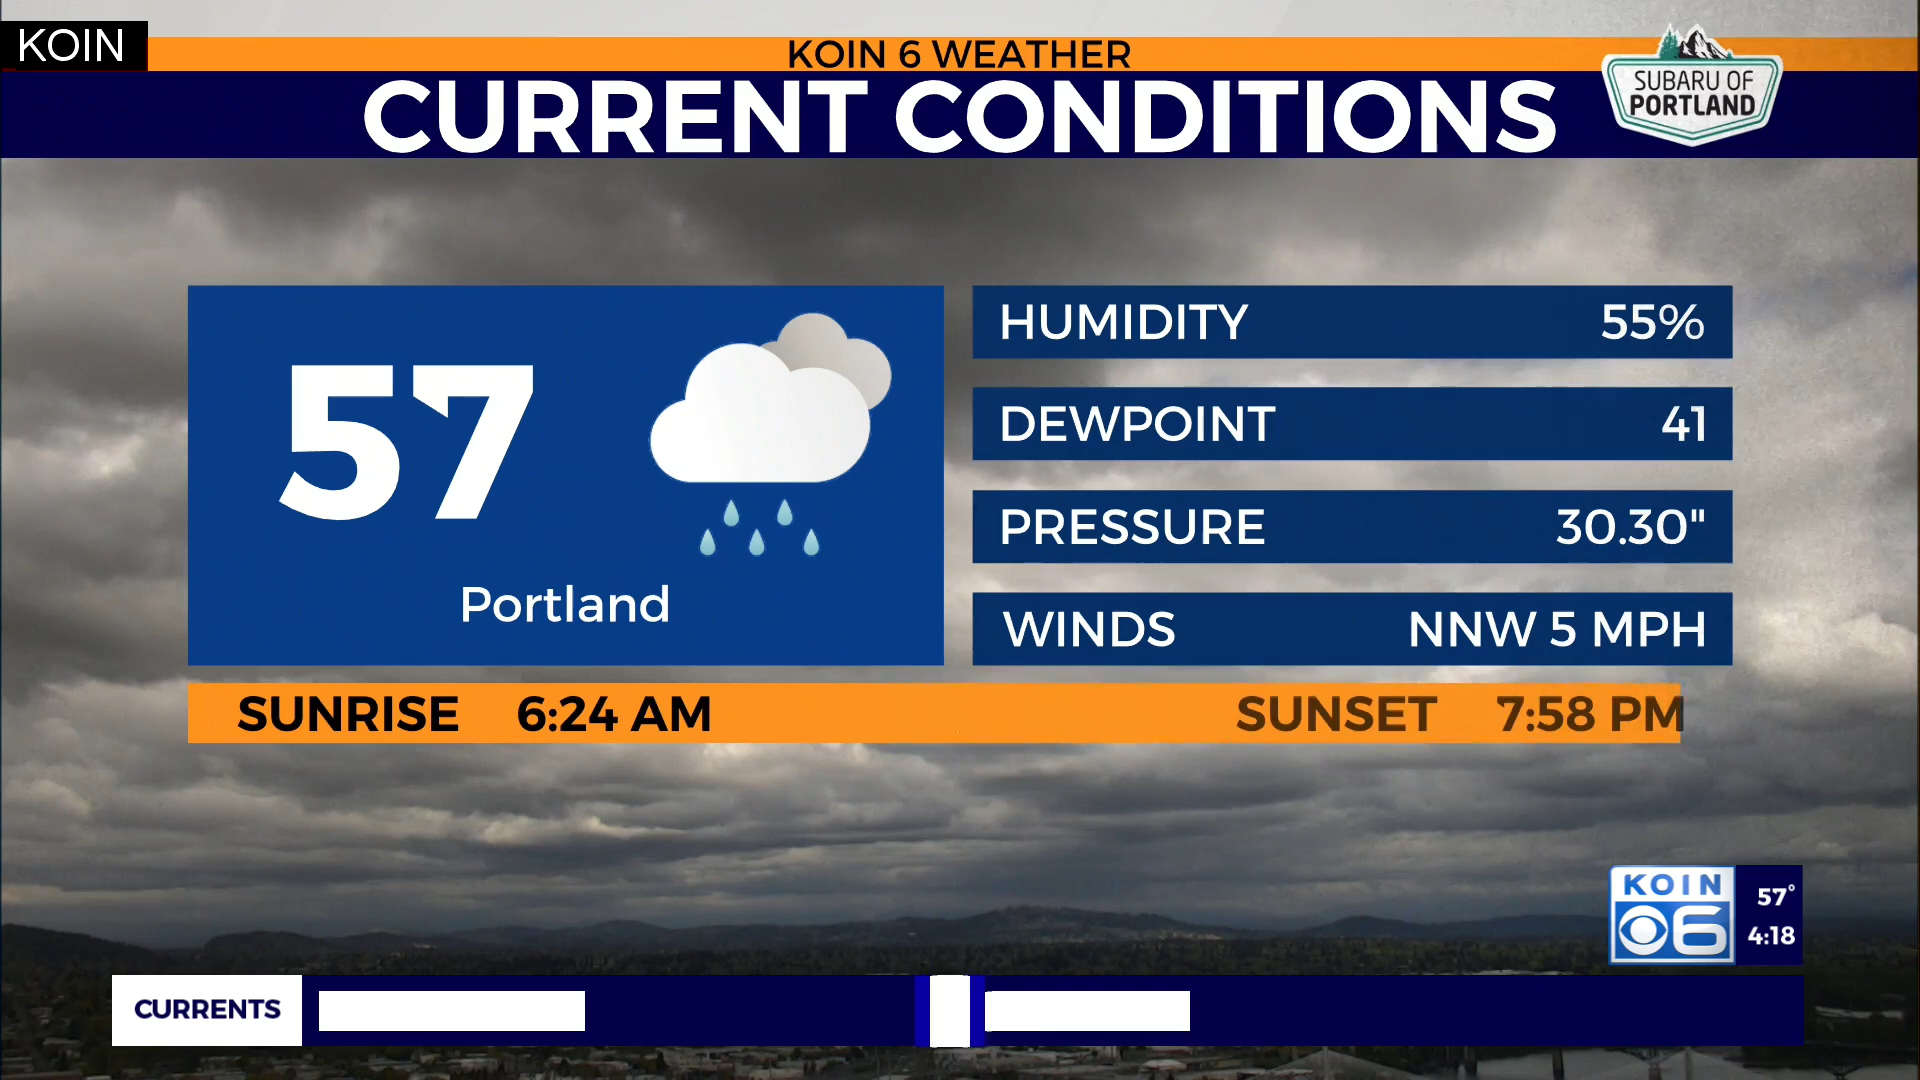 KOIN
KOIN 6 WEATHER
CURRENT CONDITIONS
SUBARU OF
PORTLAND
57
Portland
HUMIDITY 55%
DEWPOINT 41
PRESSURE 30.30"
WINDS NNW 5 MPH
SUNRISE 6:24 AM SUNSET 7:58 PM
KOIN
6
57°
4:18
CURRENTS